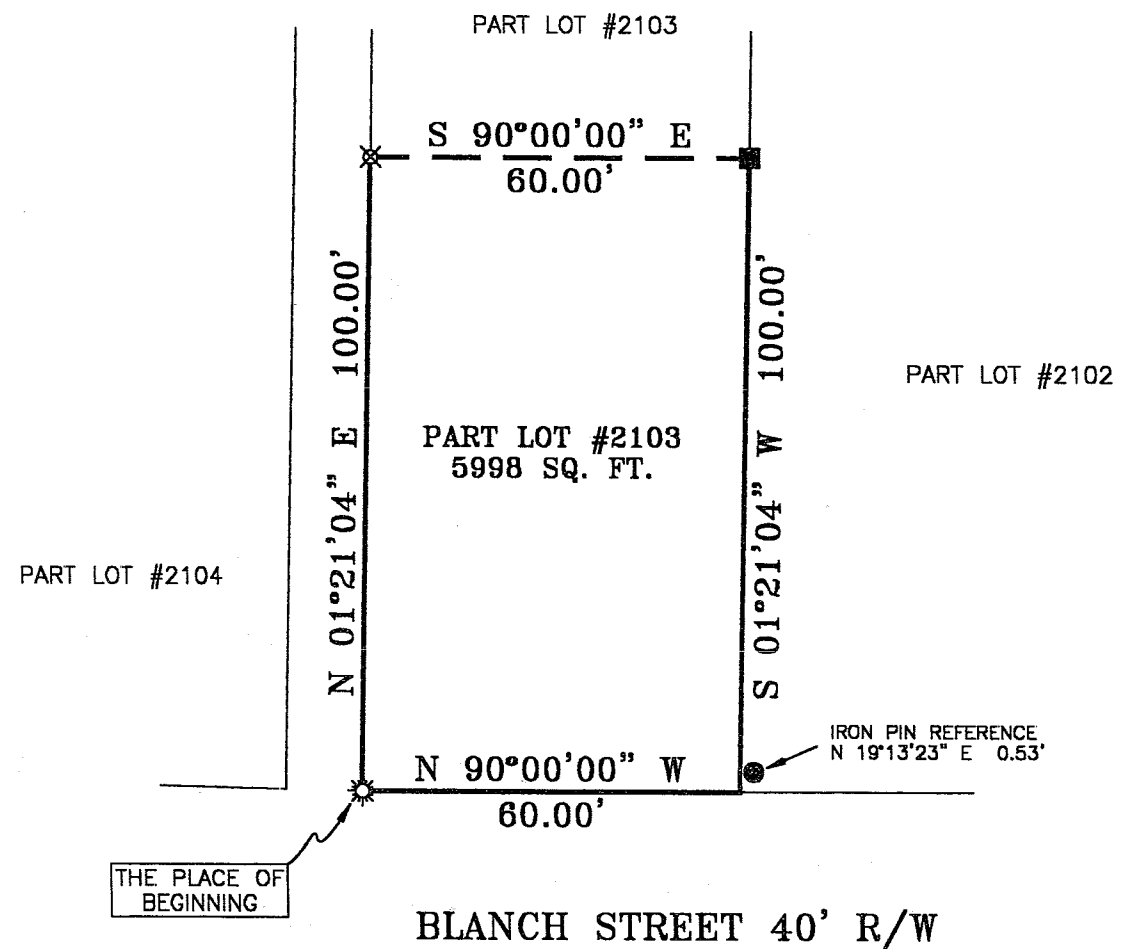 PART LOT #2103
S 90°00'00" E
60.00'
N 01°21'04" E 100.00'
S 01°21'04" W 100.00'
PART LOT #2102
PART LOT #2103
5998 SQ. FT.
PART LOT #2104
IRON PIN REFERENCE
N 19°13'23" E 0.53'
N 90°00'00" W
60.00'
THE PLACE OF
BEGINNING
BLANCH STREET 40' R/W